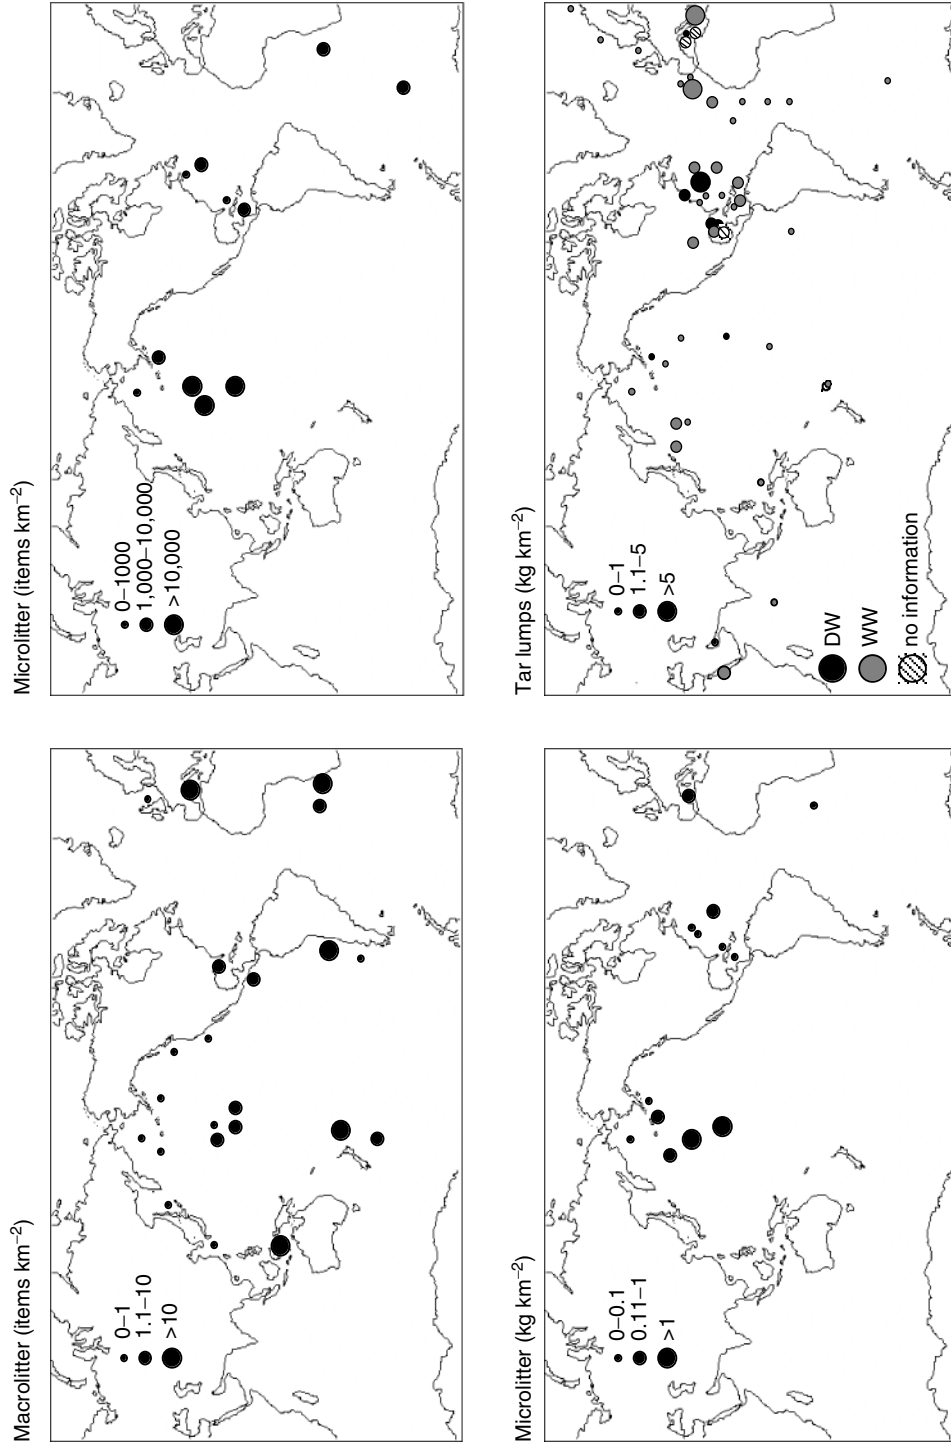 Macrolitter (items km⁻²)
0–1
1.1–10
>10
Microlitter (items km⁻²)
0–1000
1,000–10,000
>10,000
Microlitter (kg km⁻²)
0–0.1
0.11–1
>1
Tar lumps (kg km⁻²)
0–1
1.1–5
>5
DW
WW
no information